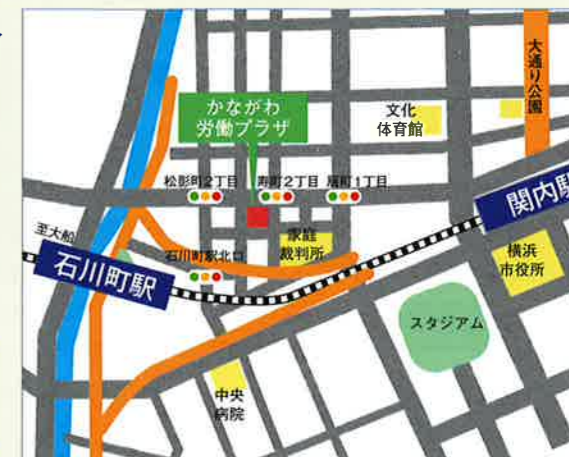 大通り公園
かながわ
労働プラザ
文化
体育館
松影町2丁目
寿町2丁目
扇町1丁目
関内駅
至大船
石川町駅
石川町駅北口
家庭
裁判所
横浜
市役所
スタジアム
中央
病院